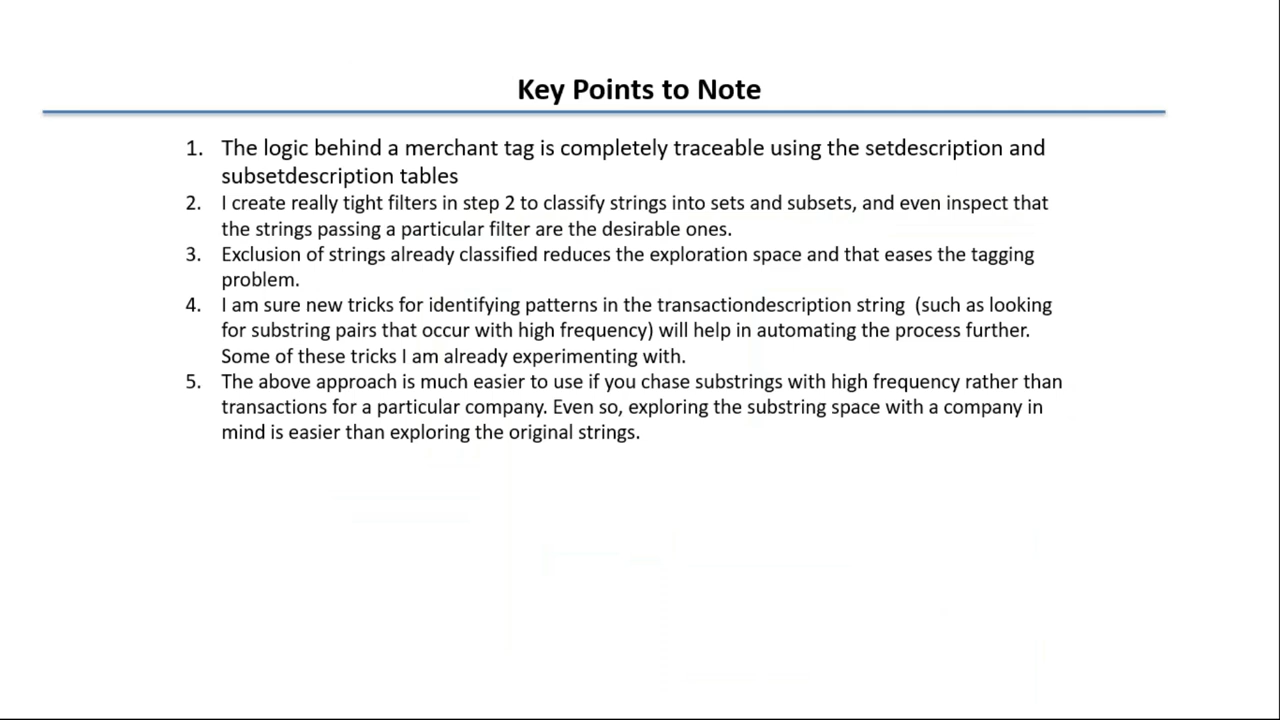 Key Points to Note
1. The logic behind a merchant tag is completely traceable using the setdescription and
subsetdescription tables
2. I create really tight filters in step 2 to classify strings into sets and subsets, and even inspect that
the strings passing a particular filter are the desirable ones.
3. Exclusion of strings already classified reduces the exploration space and that eases the tagging
problem.
4. I am sure new tricks for identifying patterns in the transactiondescription string (such as looking
for substring pairs that occur with high frequency) will help in automating the process further.
Some of these tricks I am already experimenting with.
5. The above approach is much easier to use if you chase substrings with high frequency rather than
transactions for a particular company. Even so, exploring the substring space with a company in
mind is easier than exploring the original strings.